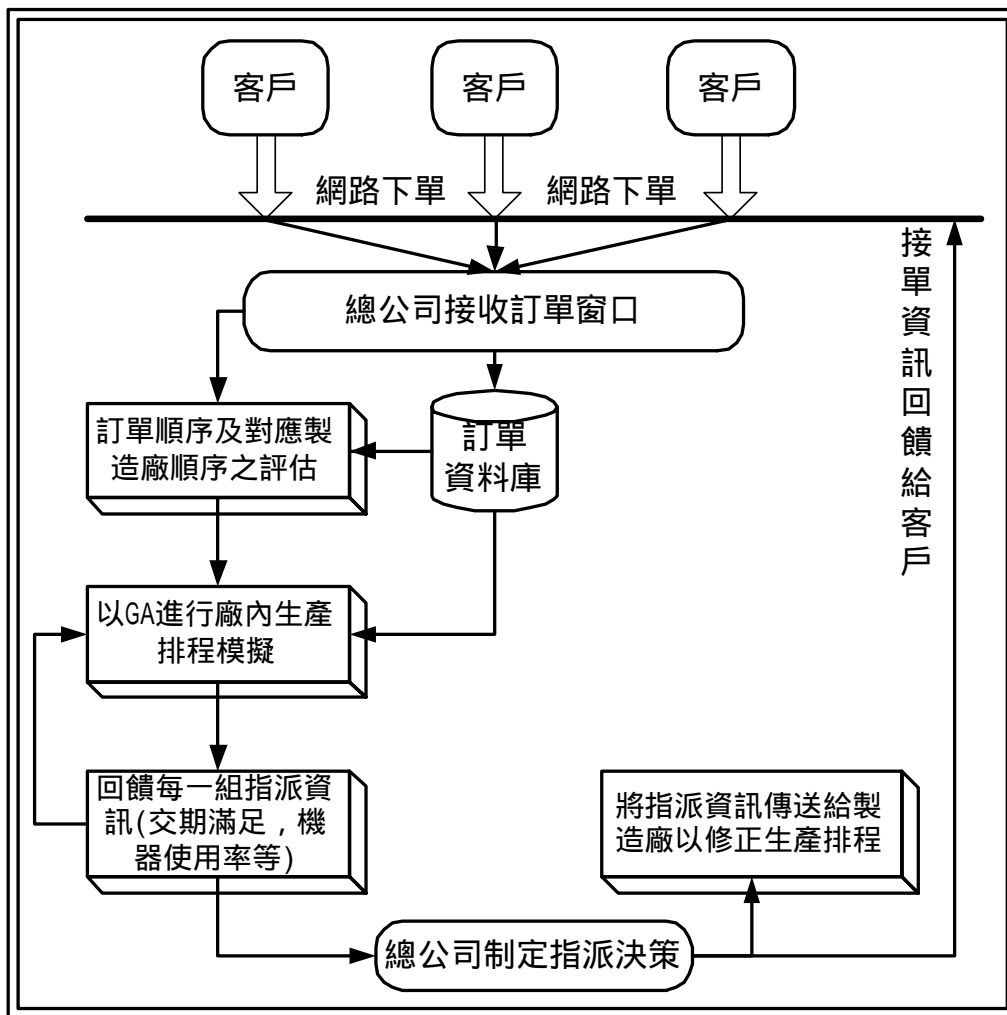 客戶
客戶
客戶
網路下單
網路下單
總公司接收訂單窗口
接單資訊回饋給客戶
訂單順序及對應製
造廠順序之評估
訂單
資料庫
以GA進行廠內生產
排程模擬
回饋每一組指派資
訊(交期滿足，機
器使用率等)
將指派資訊傳送給製
造廠以修正生產排程
總公司制定指派決策